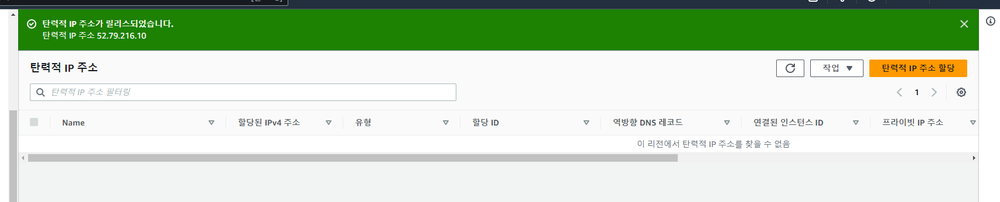 탄력적 IP 주소가 릴리스되었습니다.
탄력적 IP 주소 52.79.216.10
탄력적 IP 주소
작업
탄력적 IP 주소 할당
탄력적 IP 주소 필터링
1
Name 할당된 IPv4 주소 유형 할당 ID 역방향 DNS 레코드 연결된 인스턴스 ID 프라이빗 IP 주소
이 리전에서 탄력적 IP 주소를 찾을 수 없음